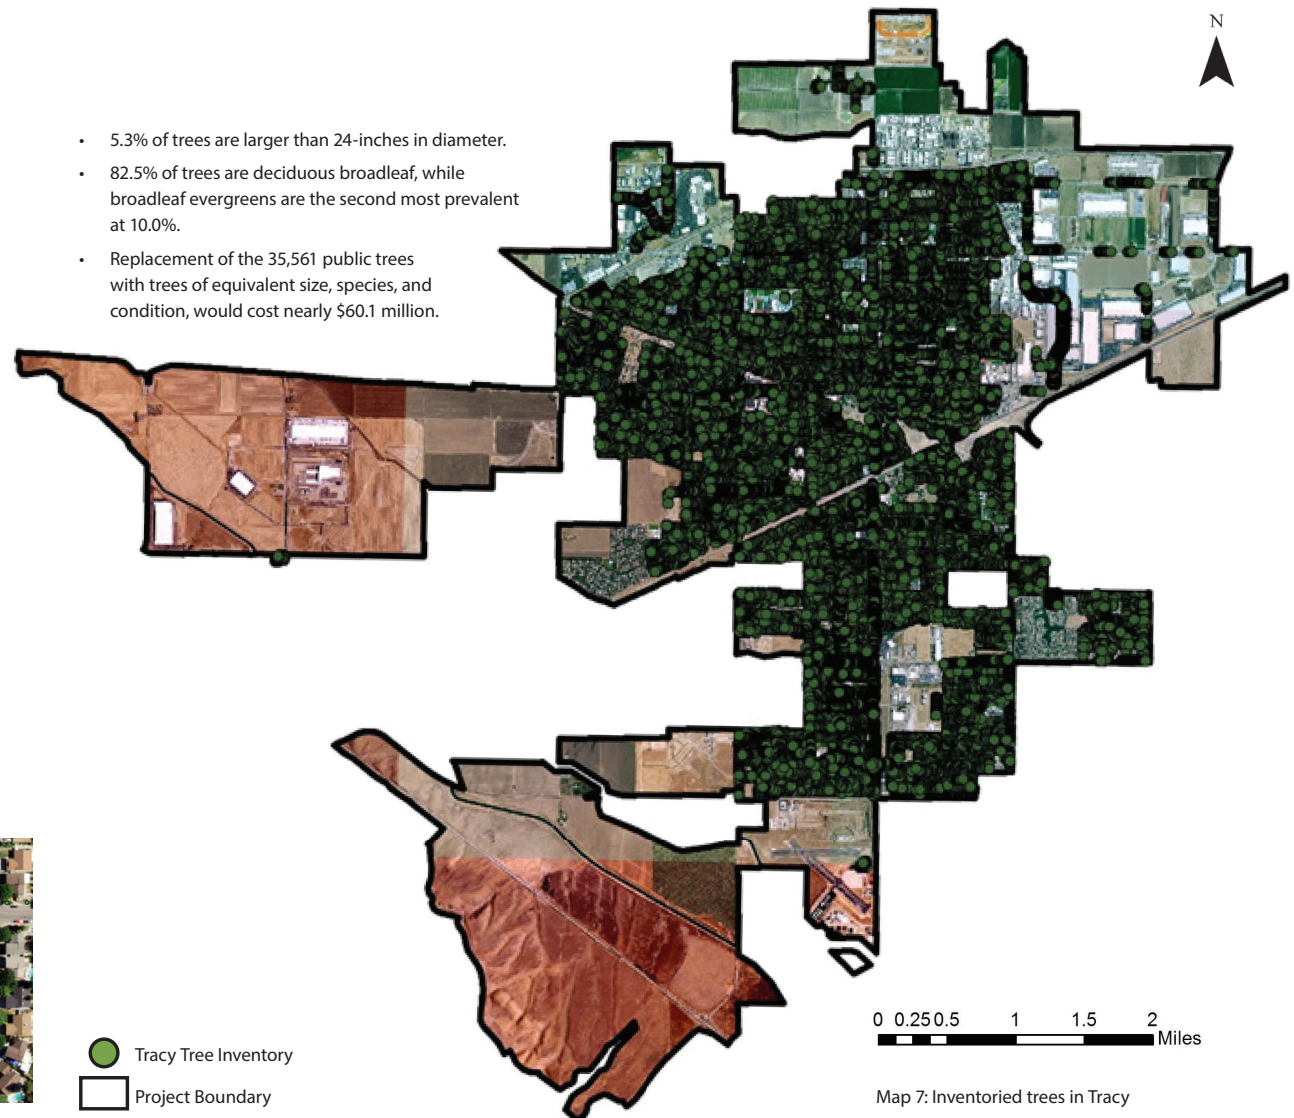 N
• 5.3% of trees are larger than 24-inches in diameter.
• 82.5% of trees are deciduous broadleaf, while
broadleaf evergreens are the second most prevalent
at 10.0%.
• Replacement of the 35,561 public trees
with trees of equivalent size, species, and
condition, would cost nearly $60.1 million.
0 0.25 0.5 1 1.5 2
Miles
Tracy Tree Inventory
Project Boundary
Map 7: Inventoried trees in Tracy